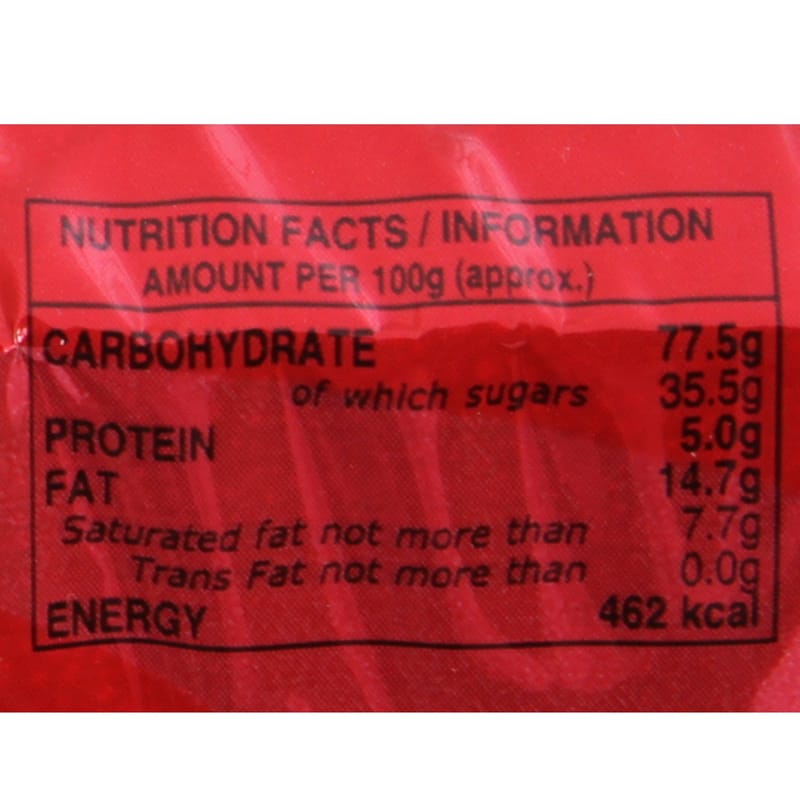 NUTRITION FACTS / INFORMATION
AMOUNT PER 100g (approx.)
CARBOHYDRATE 77.5g
of which sugars 35.5g
PROTEIN 5.0g
FAT 14.7g
Saturated fat not more than 7.7g
Trans Fat not more than 0.0g
ENERGY 462 kcal